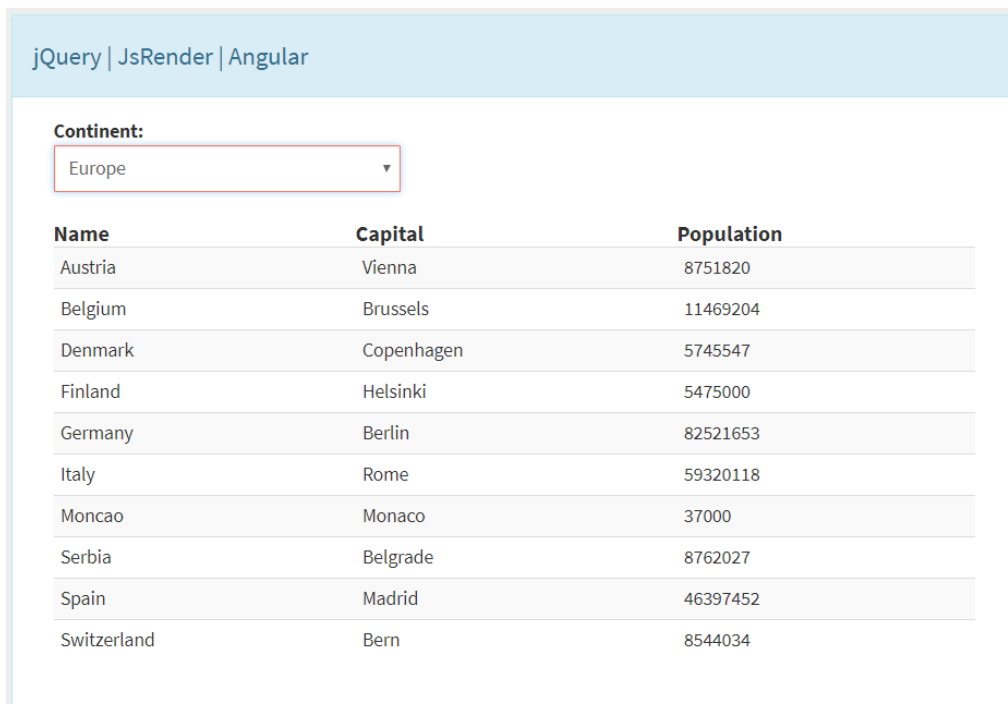 jQuery | JsRender | Angular
Continent:
Europe
Name Capital Population
Austria Vienna 8751820
Belgium Brussels 11469204
Denmark Copenhagen 5745547
Finland Helsinki 5475000
Germany Berlin 82521653
Italy Rome 59320118
Moncao Monaco 37000
Serbia Belgrade 8762027
Spain Madrid 46397452
Switzerland Bern 8544034